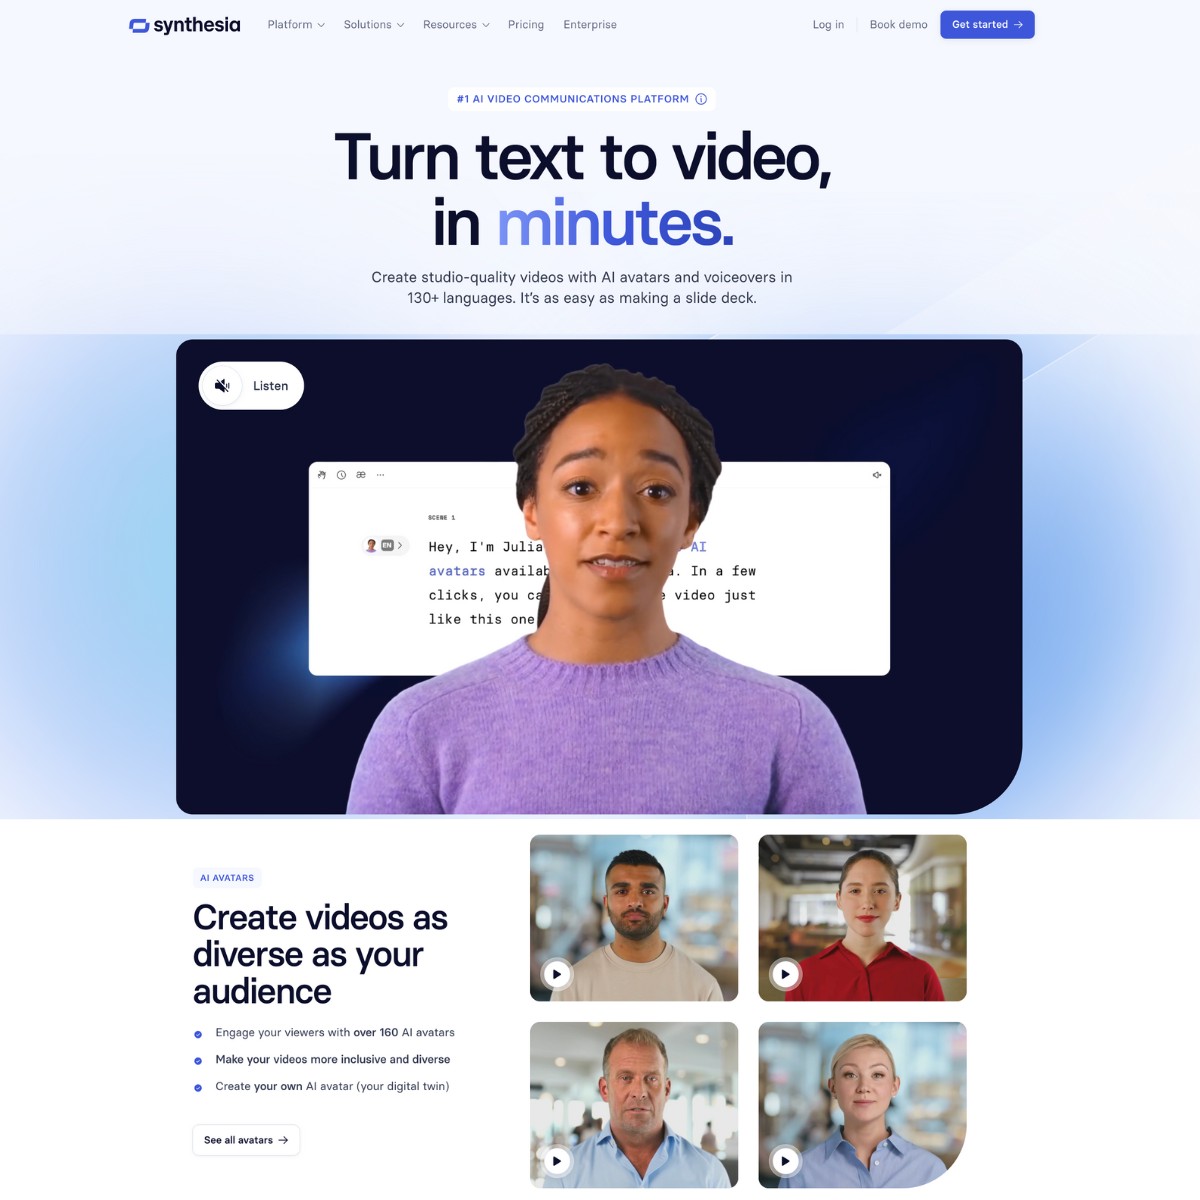 synthesia
Platform
Solutions
Resources
Pricing
Enterprise
Log in
Book demo
Get started →
#1 AI VIDEO COMMUNICATIONS PLATFORM
Turn text to video,
in minutes.
Create studio-quality videos with AI avatars and voiceovers in
130+ languages. It's as easy as making a slide deck.
Listen
æ ...
SCENE 1
EN
Hey, I'm Julia AI
avatars availab . In a few
clicks, you video just
like this one
AI AVATARS
Create videos as
diverse as your
audience
Engage your viewers with over 160 AI avatars
Make your videos more inclusive and diverse
Create your own AI avatar (your digital twin)
See all avatars →